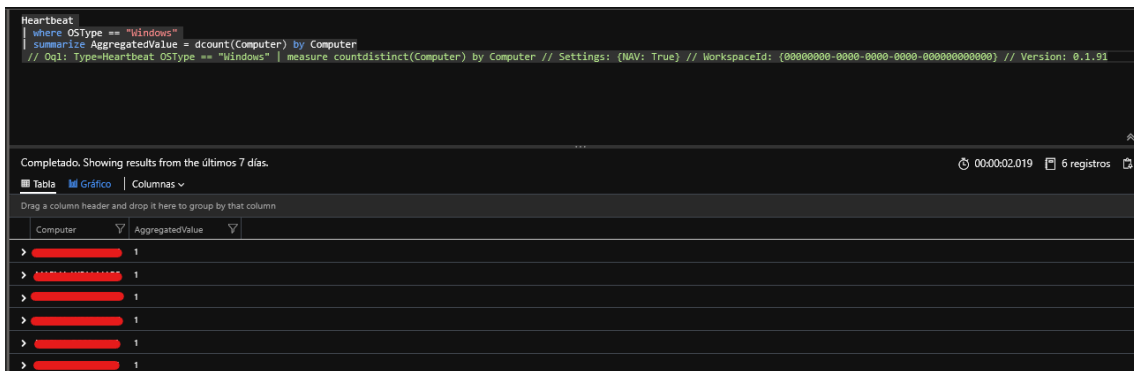 Heartbeat
| where OSType == "Windows"
| summarize AggregatedValue = dcount(Computer) by Computer
// Oql: Type=Heartbeat OSType == "Windows" | measure countdistinct(Computer) by Computer // Settings: {NAV: True} // WorkspaceId: {00000000-0000-0000-0000-000000000000} // Version: 0.1.91
Completado. Showing results from the últimos 7 días. 00:00:02.019 6 registros
Tabla Gráfico Columnas
Drag a column header and drop it here to group by that column
Computer AggregatedValue
1
1
1
1
1
1